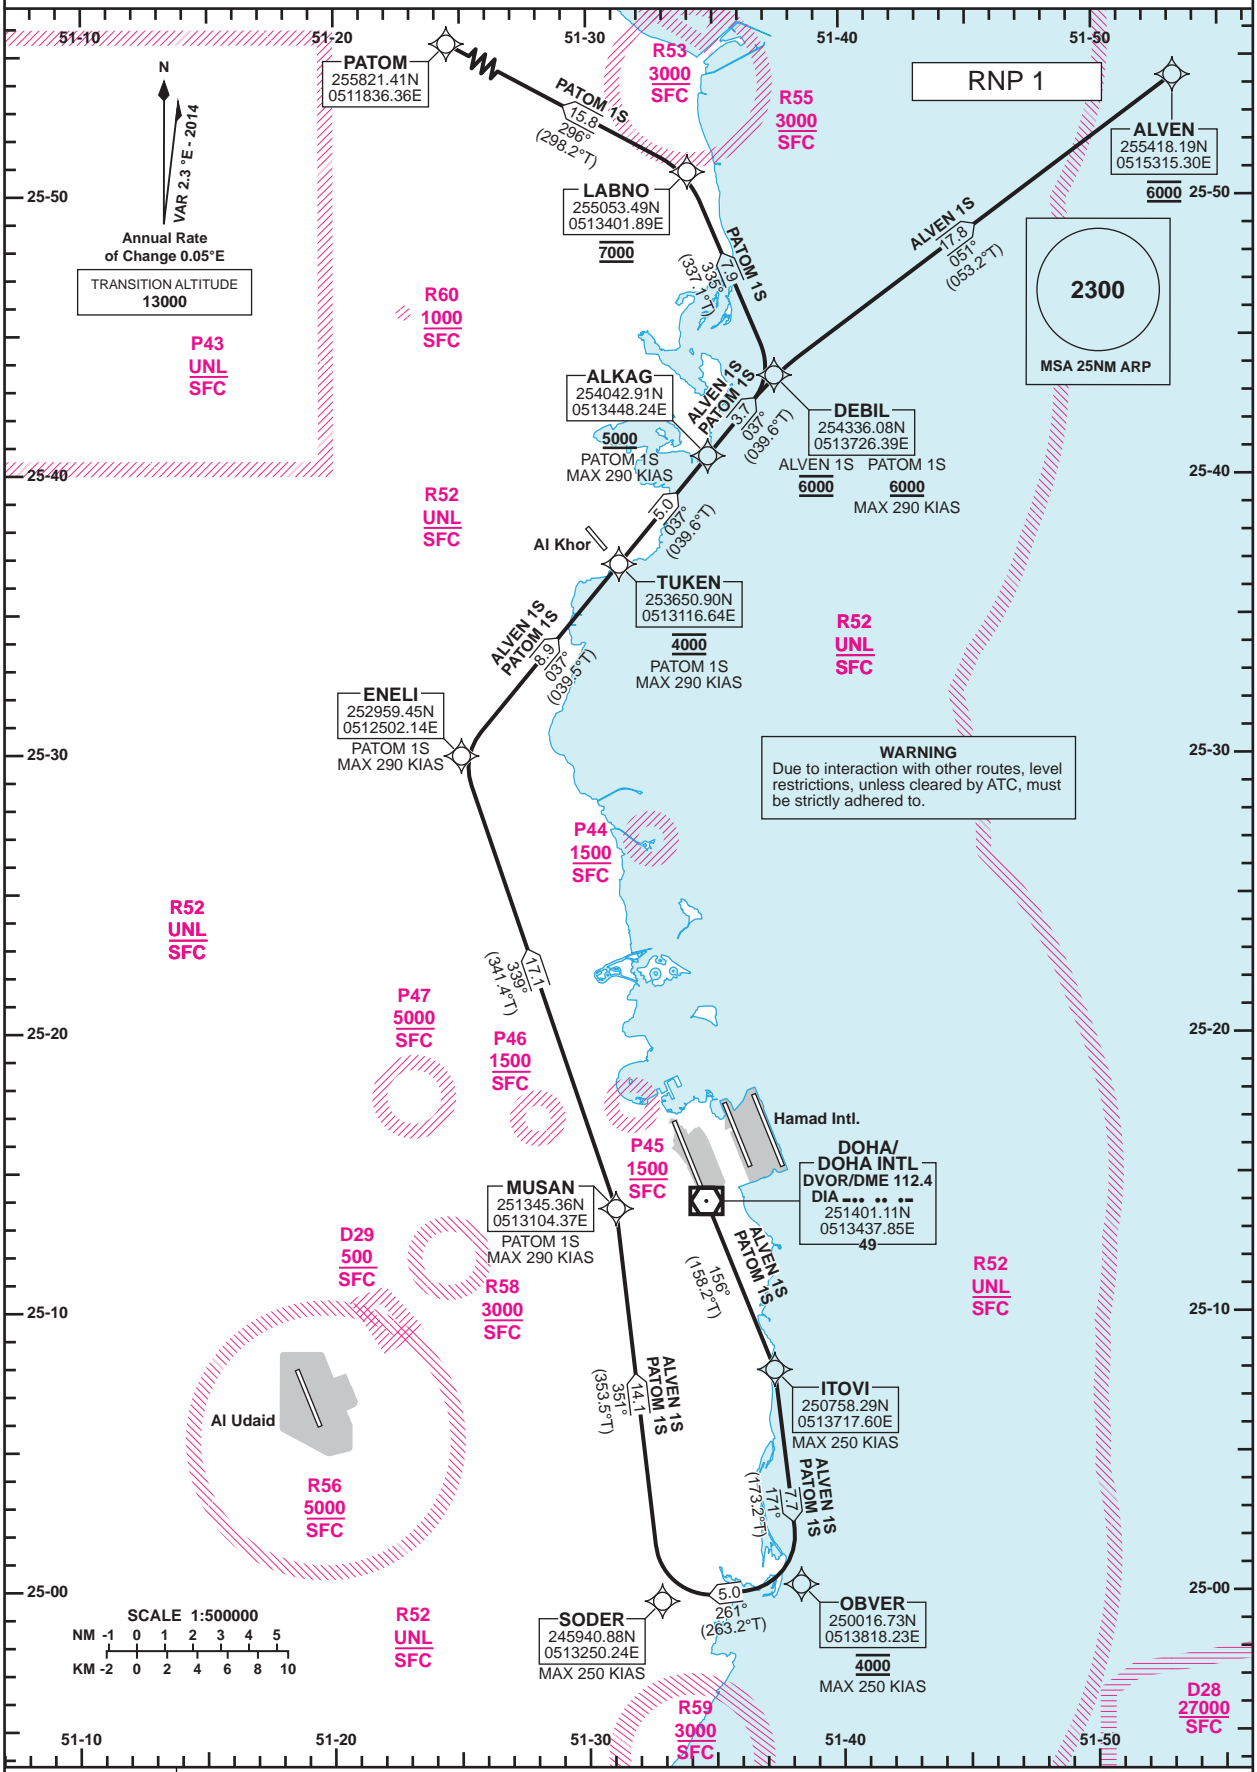 51-10
51-20
51-30
51-40
51-50
PATOM
255821.41N
0511836.36E
R53
3000
SFC
RNP 1
R55
3000
SFC
ALVEN
255418.19N
0515315.30E
6000
N
VAR 2.3 °E - 2014
Annual Rate
of Change 0.05°E
TRANSITION ALTITUDE
13000
PATOM 1S
15.8
296°
(298.2°T)
25-50
25-50
LABNO
255053.49N
0513401.89E
7000
PATOM 1S
7.9
335°
(337.1°T)
ALVEN 1S
17.8
051°
(053.2°T)
2300
MSA 25NM ARP
R60
1000
SFC
P43
UNL
SFC
ALKAG
254042.91N
0513448.24E
5000
PATOM 1S
MAX 290 KIAS
ALVEN 1S
PATOM 1S
3.7
037°
(039.6°T)
DEBIL
254336.08N
0513726.39E
ALVEN 1S
6000
PATOM 1S
6000
MAX 290 KIAS
25-40
25-40
R52
UNL
SFC
5.0
037°
(039.6°T)
Al Khor
TUKEN
253650.90N
0513116.64E
4000
PATOM 1S
MAX 290 KIAS
R52
UNL
SFC
ALVEN 1S
PATOM 1S
8.9
037°
(039.5°T)
ENELI
252959.45N
0512502.14E
PATOM 1S
MAX 290 KIAS
25-30
25-30
WARNING
Due to interaction with other routes, level
restrictions, unless cleared by ATC, must
be strictly adhered to.
P44
1500
SFC
R52
UNL
SFC
17.1
339°
(341.4°T)
P47
5000
SFC
25-20
25-20
P46
1500
SFC
Hamad Intl.
P45
1500
SFC
DOHA/
DOHA INTL
DVOR/DME 112.4
DIA
251401.11N
0513437.85E
49
MUSAN
251345.36N
0513104.37E
PATOM 1S
MAX 290 KIAS
ALVEN 1S
PATOM 1S
156°
(158.2°T)
D29
500
SFC
R58
3000
SFC
R52
UNL
SFC
25-10
25-10
ALVEN 1S
PATOM 1S
14.1
351°
(353.5°T)
ITOVI
250758.29N
0513717.60E
MAX 250 KIAS
Al Udaid
R56
5000
SFC
ALVEN 1S
PATOM 1S
7.7
171°
(173.2°T)
25-00
25-00
5.0
261°
(263.2°T)
OBVER
250016.73N
0513818.23E
4000
MAX 250 KIAS
SODER
245940.88N
0513250.24E
MAX 250 KIAS
SCALE 1:500000
NM -1 0 1 2 3 4 5
KM -2 0 2 4 6 8 10
R52
UNL
SFC
R59
3000
SFC
D28
27000
SFC
51-10
51-20
51-30
51-40
51-50